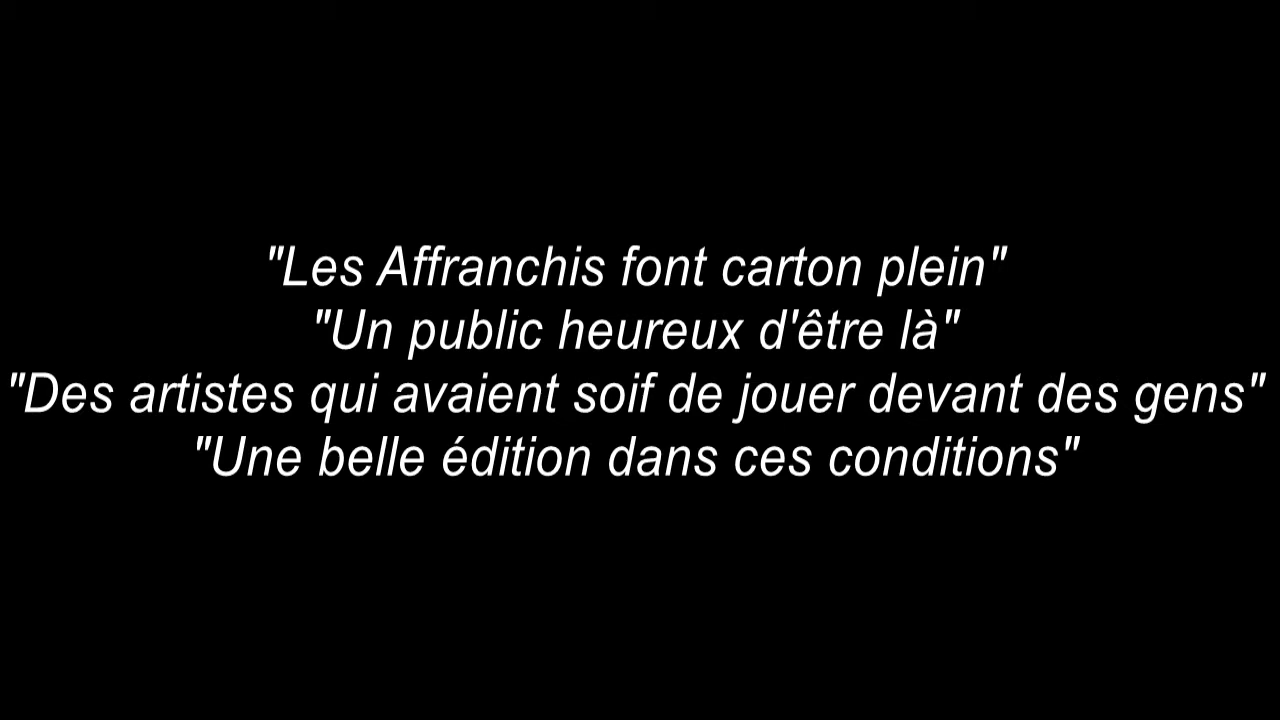 "Les Affranchis font carton plein"
"Un public heureux d'être là"
"Des artistes qui avaient soif de jouer devant des gens"
"Une belle édition dans ces conditions"